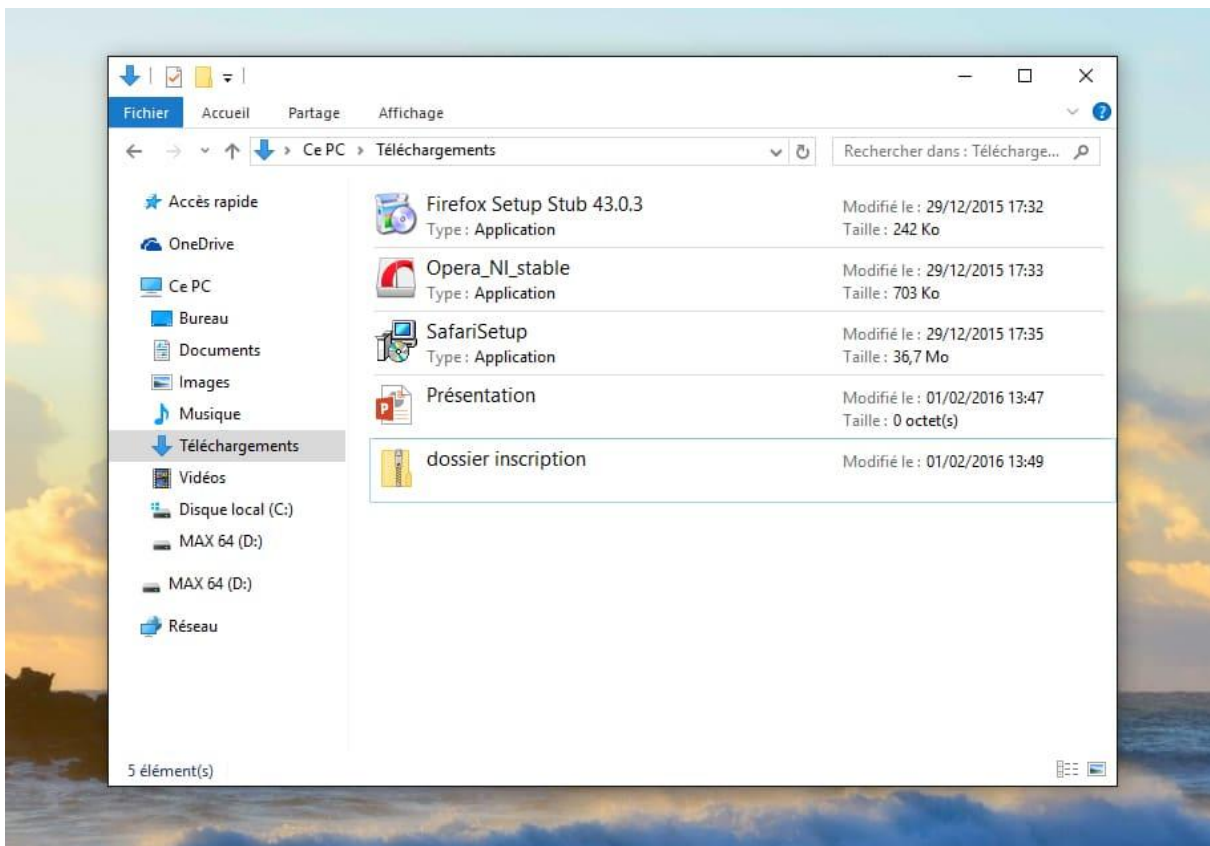 Fichier Accueil Partage Affichage
Ce PC Téléchargements
Rechercher dans : Télécharge...
Accès rapide
OneDrive
Ce PC
Bureau
Documents
Images
Musique
Téléchargements
Vidéos
Disque local (C:)
MAX 64 (D:)
MAX 64 (D:)
Réseau
Firefox Setup Stub 43.0.3
Type : Application
Modifié le : 29/12/2015 17:32
Taille : 242 Ko
Opera_NI_stable
Type : Application
Modifié le : 29/12/2015 17:33
Taille : 703 Ko
SafariSetup
Type : Application
Modifié le : 29/12/2015 17:35
Taille : 36,7 Mo
Présentation
Modifié le : 01/02/2016 13:47
Taille : 0 octet(s)
dossier inscription
Modifié le : 01/02/2016 13:49
5 élément(s)